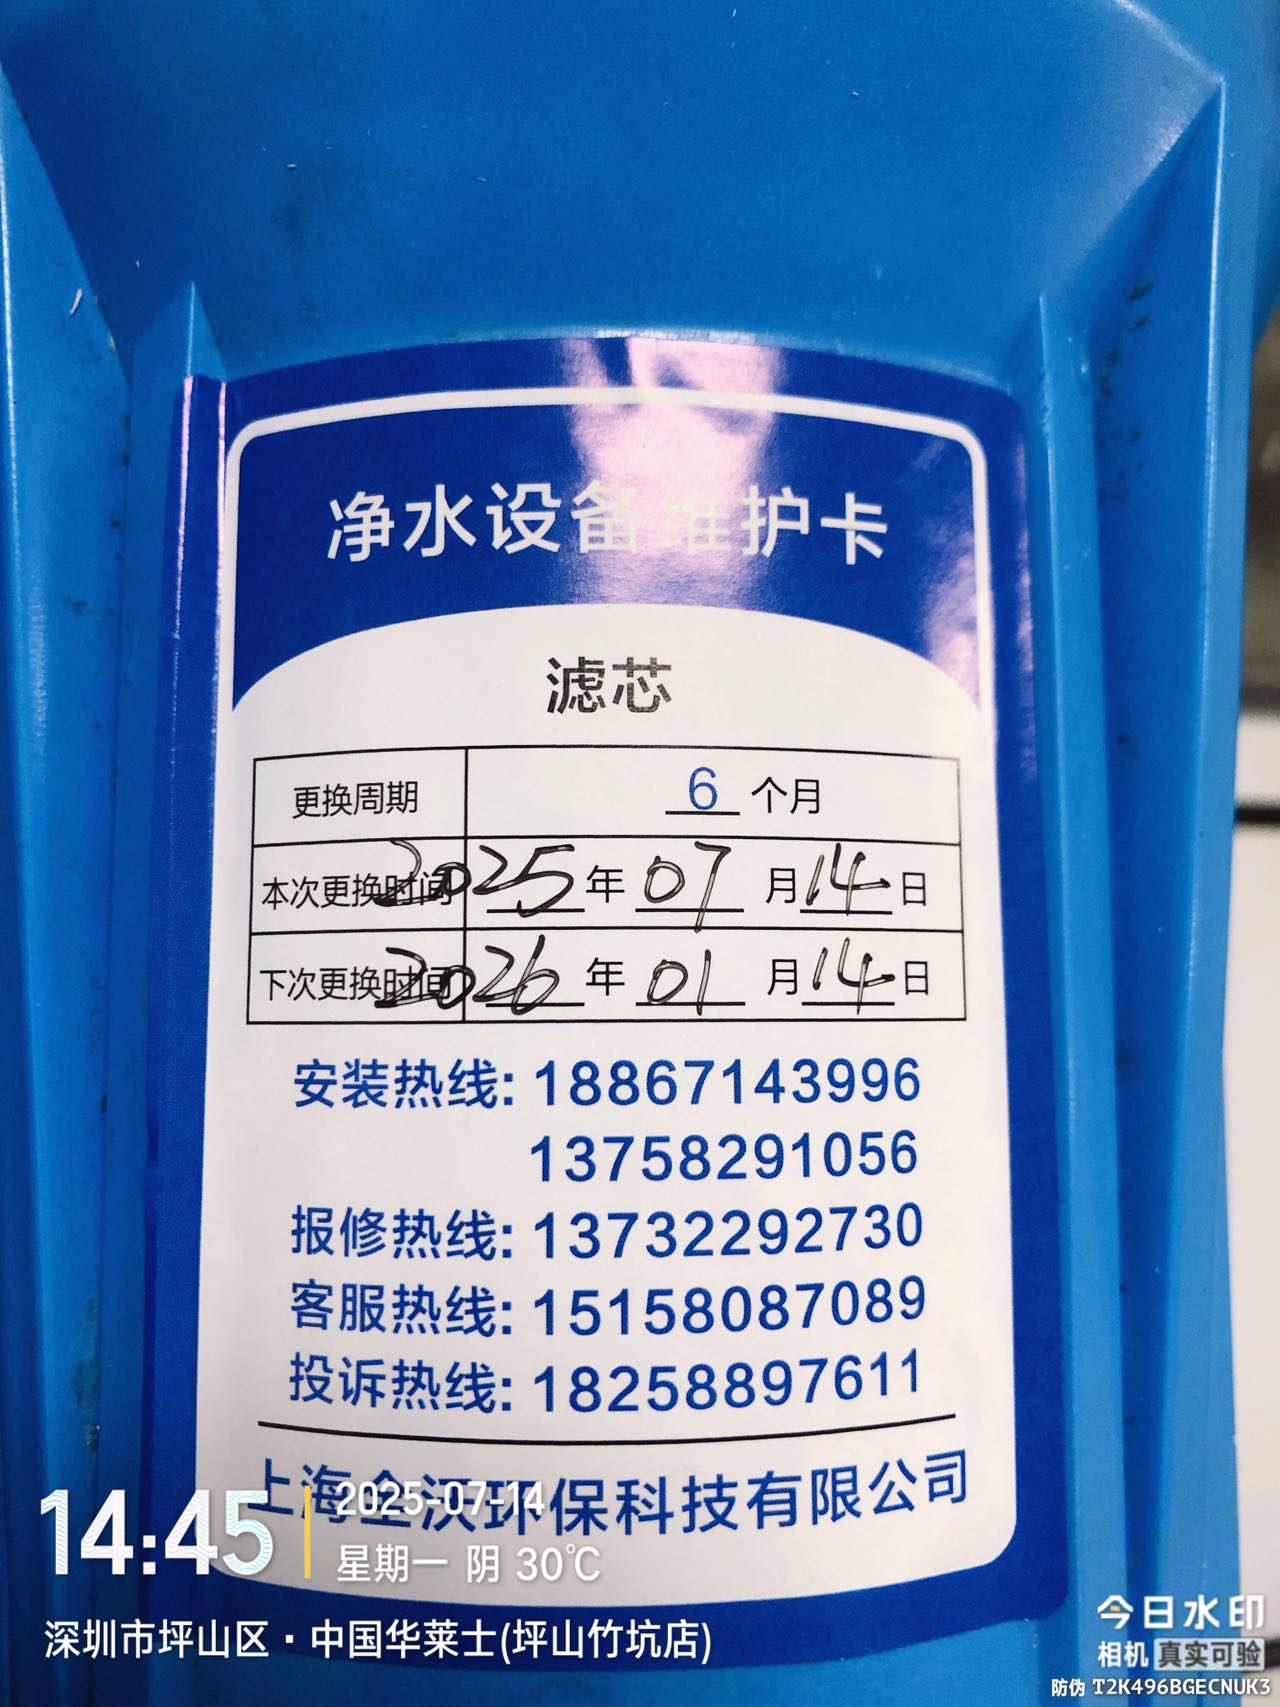 净水设备维护卡
滤芯
更换周期 6 个月
本次更换时间 2025 年 07 月 14 日
下次更换时间 2026 年 01 月 14 日
安装热线: 18867143996
13758291056
报修热线: 13732292730
客服热线: 15158087089
投诉热线: 18258897611
上海全沃环保科技有限公司
14:45
2025-07-14
星期一 阴 30℃
深圳市坪山区·中国华莱士(坪山竹坑店)
今日水印
相机 真实可验
防伪 T2K496BGECNUK3